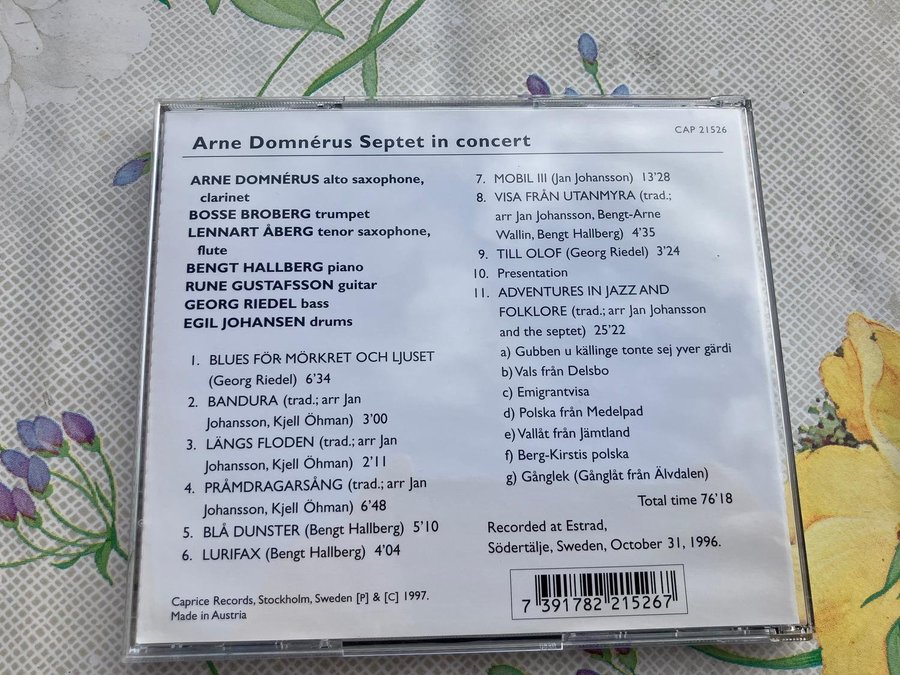 Arne Domnérus Septet in concert
CAP 21526
ARNE DOMNÉRUS alto saxophone,
clarinet
BOSSE BROBERG trumpet
LENNART ÅBERG tenor saxophone,
flute
BENGT HALLBERG piano
RUNE GUSTAFSSON guitar
GEORG RIEDEL bass
EGIL JOHANSEN drums
1. BLUES FÖR MÖRKRET OCH LJUSET
(Georg Riedel) 6'34
2. BANDURA (trad.; arr Jan
Johansson, Kjell Öhman) 3'00
3. LÄNGS FLODEN (trad.; arr Jan
Johansson, Kjell Öhman) 2'11
4. PRÅMDRAGARSÅNG (trad.; arr Jan
Johansson, Kjell Öhman) 6'48
5. BLÅ DUNSTER (Bengt Hallberg) 5'10
6. LURIFAX (Bengt Hallberg) 4'04
7. MOBIL III (Jan Johansson) 13'28
8. VISA FRÅN UTANMYRA (trad.;
arr Jan Johansson, Bengt-Arne
Wallin, Bengt Hallberg) 4'35
9. TILL OLOF (Georg Riedel) 3'24
10. Presentation
11. ADVENTURES IN JAZZ AND
FOLKLORE (trad.; arr Jan Johansson
and the septet) 25'22
a) Gubben u källinge tonte sej yver gärdi
b) Vals från Delsbo
c) Emigrantvisa
d) Polska från Medelpad
e) Vallåt från Jämtland
f) Berg-Kirstis polska
g) Gånglek (Gånglåt från Älvdalen)
Total time 76'18
Recorded at Estrad,
Södertälje, Sweden, October 31, 1996.
Caprice Records, Stockholm, Sweden [P] & [C] 1997.
Made in Austria
7 391782 215267